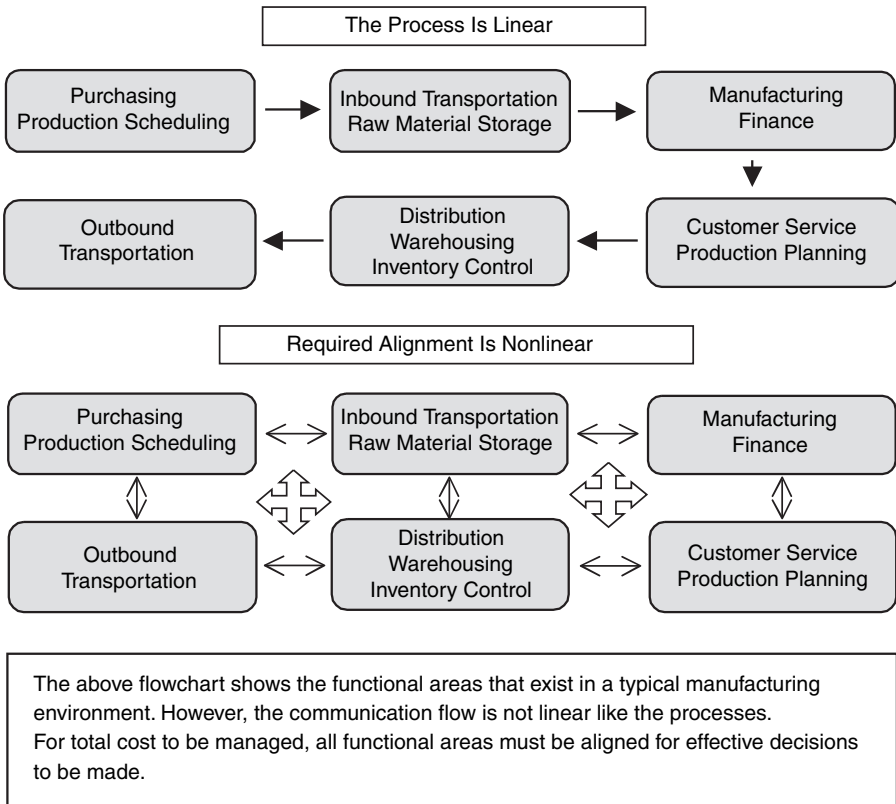 The Process Is Linear
Purchasing
Production Scheduling
Inbound Transportation
Raw Material Storage
Manufacturing
Finance
Outbound
Transportation
Distribution
Warehousing
Inventory Control
Customer Service
Production Planning
Required Alignment Is Nonlinear
Purchasing
Production Scheduling
Inbound Transportation
Raw Material Storage
Manufacturing
Finance
Outbound
Transportation
Distribution
Warehousing
Inventory Control
Customer Service
Production Planning
The above flowchart shows the functional areas that exist in a typical manufacturing
environment. However, the communication flow is not linear like the processes.
For total cost to be managed, all functional areas must be aligned for effective decisions
to be made.